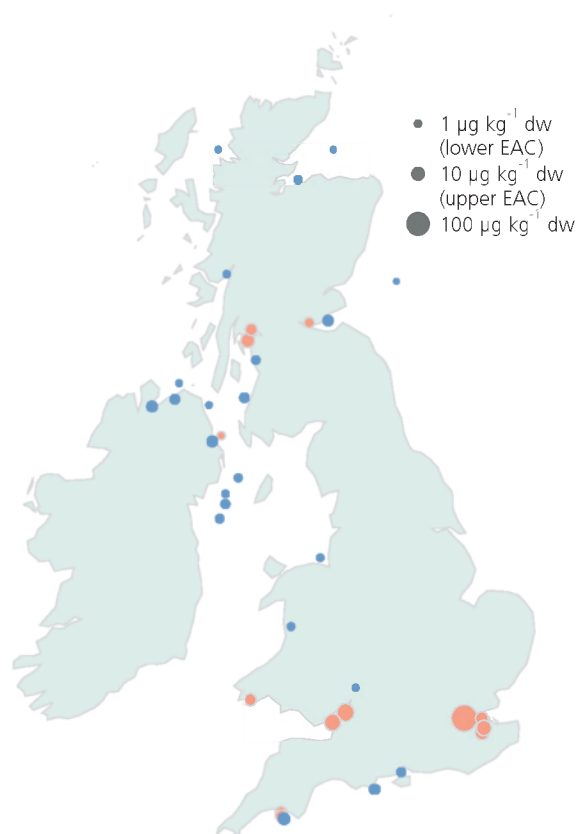 1 µg kg⁻¹ dw
(lower EAC)
10 µg kg⁻¹ dw
(upper EAC)
100 µg kg⁻¹ dw